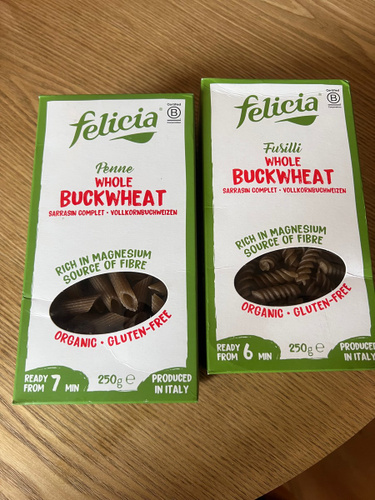 felicia
Certified
B
Penne
WHOLE
BUCKWHEAT
SARRASIN COMPLET • VOLLKORNBUCHWEIZEN
RICH IN MAGNESIUM
SOURCE OF FIBRE
ORGANIC • GLUTEN-FREE
READY FROM 7 MIN
250g e
PRODUCED IN ITALY
felicia
Certified
B
Fusilli
WHOLE
BUCKWHEAT
SARRASIN COMPLET • VOLLKORNBUCHWEIZEN
RICH IN MAGNESIUM
SOURCE OF FIBRE
ORGANIC • GLUTEN-FREE
READY FROM 6 MIN
250g e
PRODUCED IN ITALY